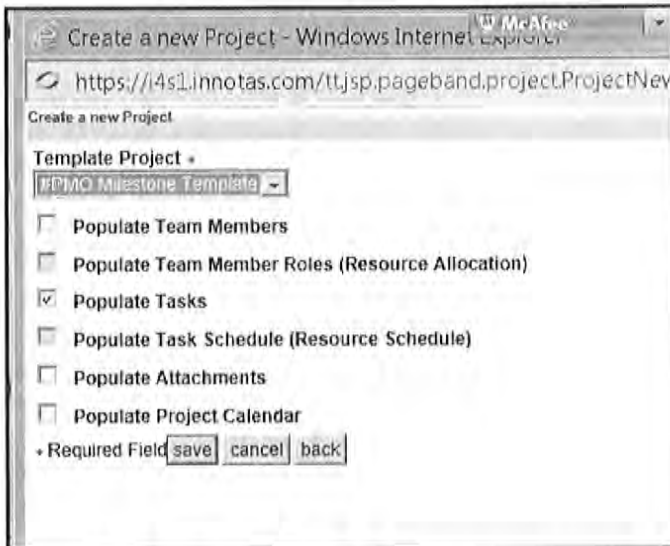 Create a new Project - Windows Internet Explorer
McAfee
https://i4s1.innotas.com/tt.jsp.pageband.project.ProjectNew
Create a new Project
Template Project *
#PMO Milestone Template
Populate Team Members
Populate Team Member Roles (Resource Allocation)
Populate Tasks
Populate Task Schedule (Resource Schedule)
Populate Attachments
Populate Project Calendar
* Required Field save cancel back